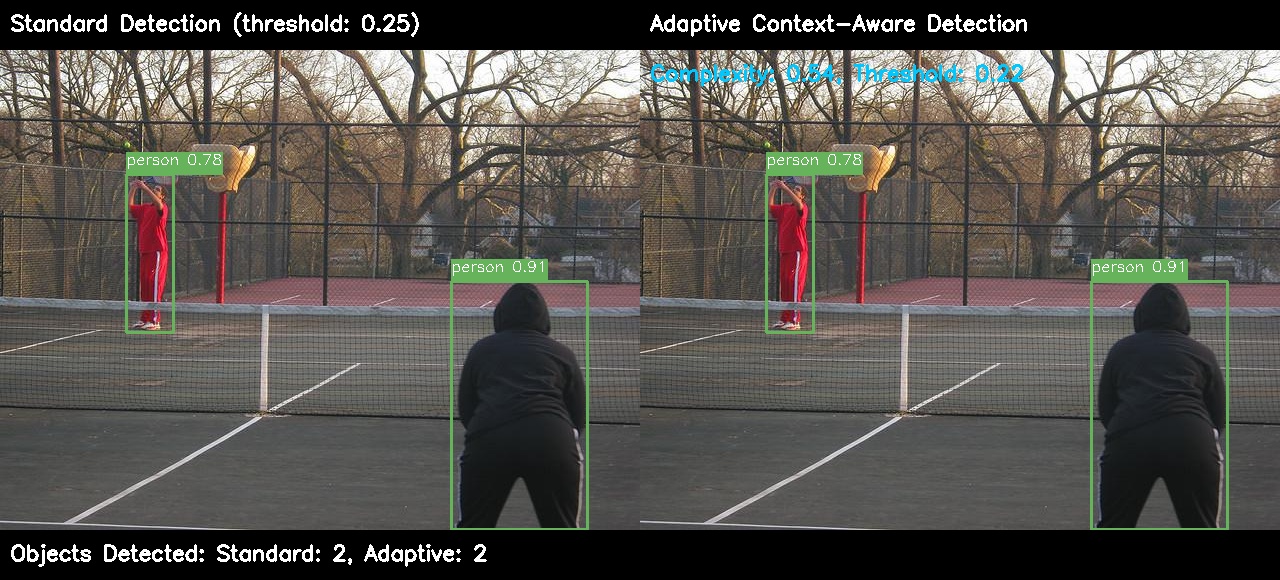 Standard Detection (threshold: 0.25)
Adaptive Context-Aware Detection
Complexity: 0.54, Threshold: 0.22
person 0.78
person 0.78
person 0.91
person 0.91
Objects Detected: Standard: 2, Adaptive: 2